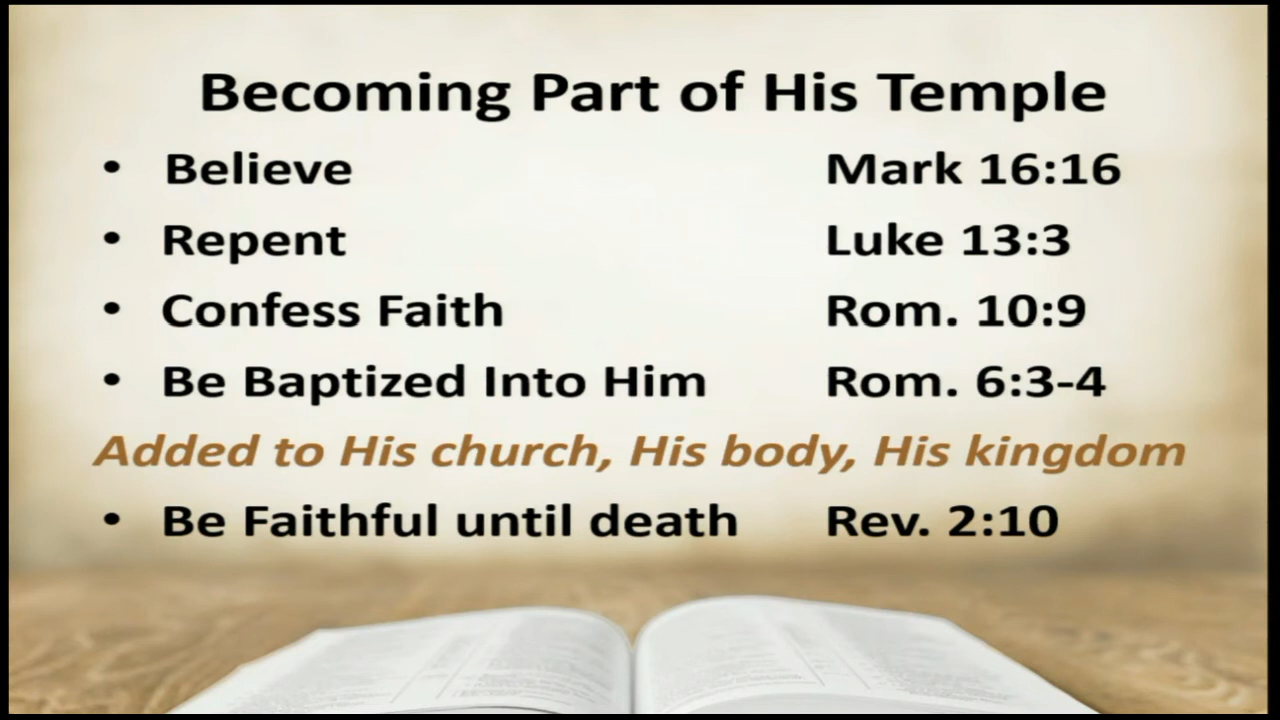 Becoming Part of His Temple
• Believe Mark 16:16
• Repent Luke 13:3
• Confess Faith Rom. 10:9
• Be Baptized Into Him Rom. 6:3-4
Added to His church, His body, His kingdom
• Be Faithful until death Rev. 2:10